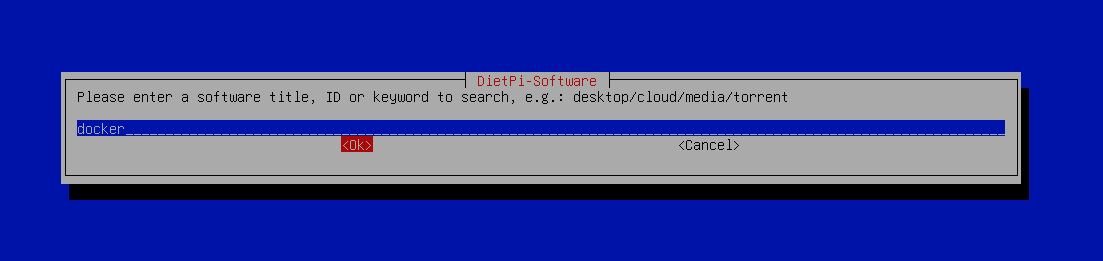 DietPi-Software
Please enter a software title, ID or keyword to search, e.g.: desktop/cloud/media/torrent
docker
<Ok> <Cancel>